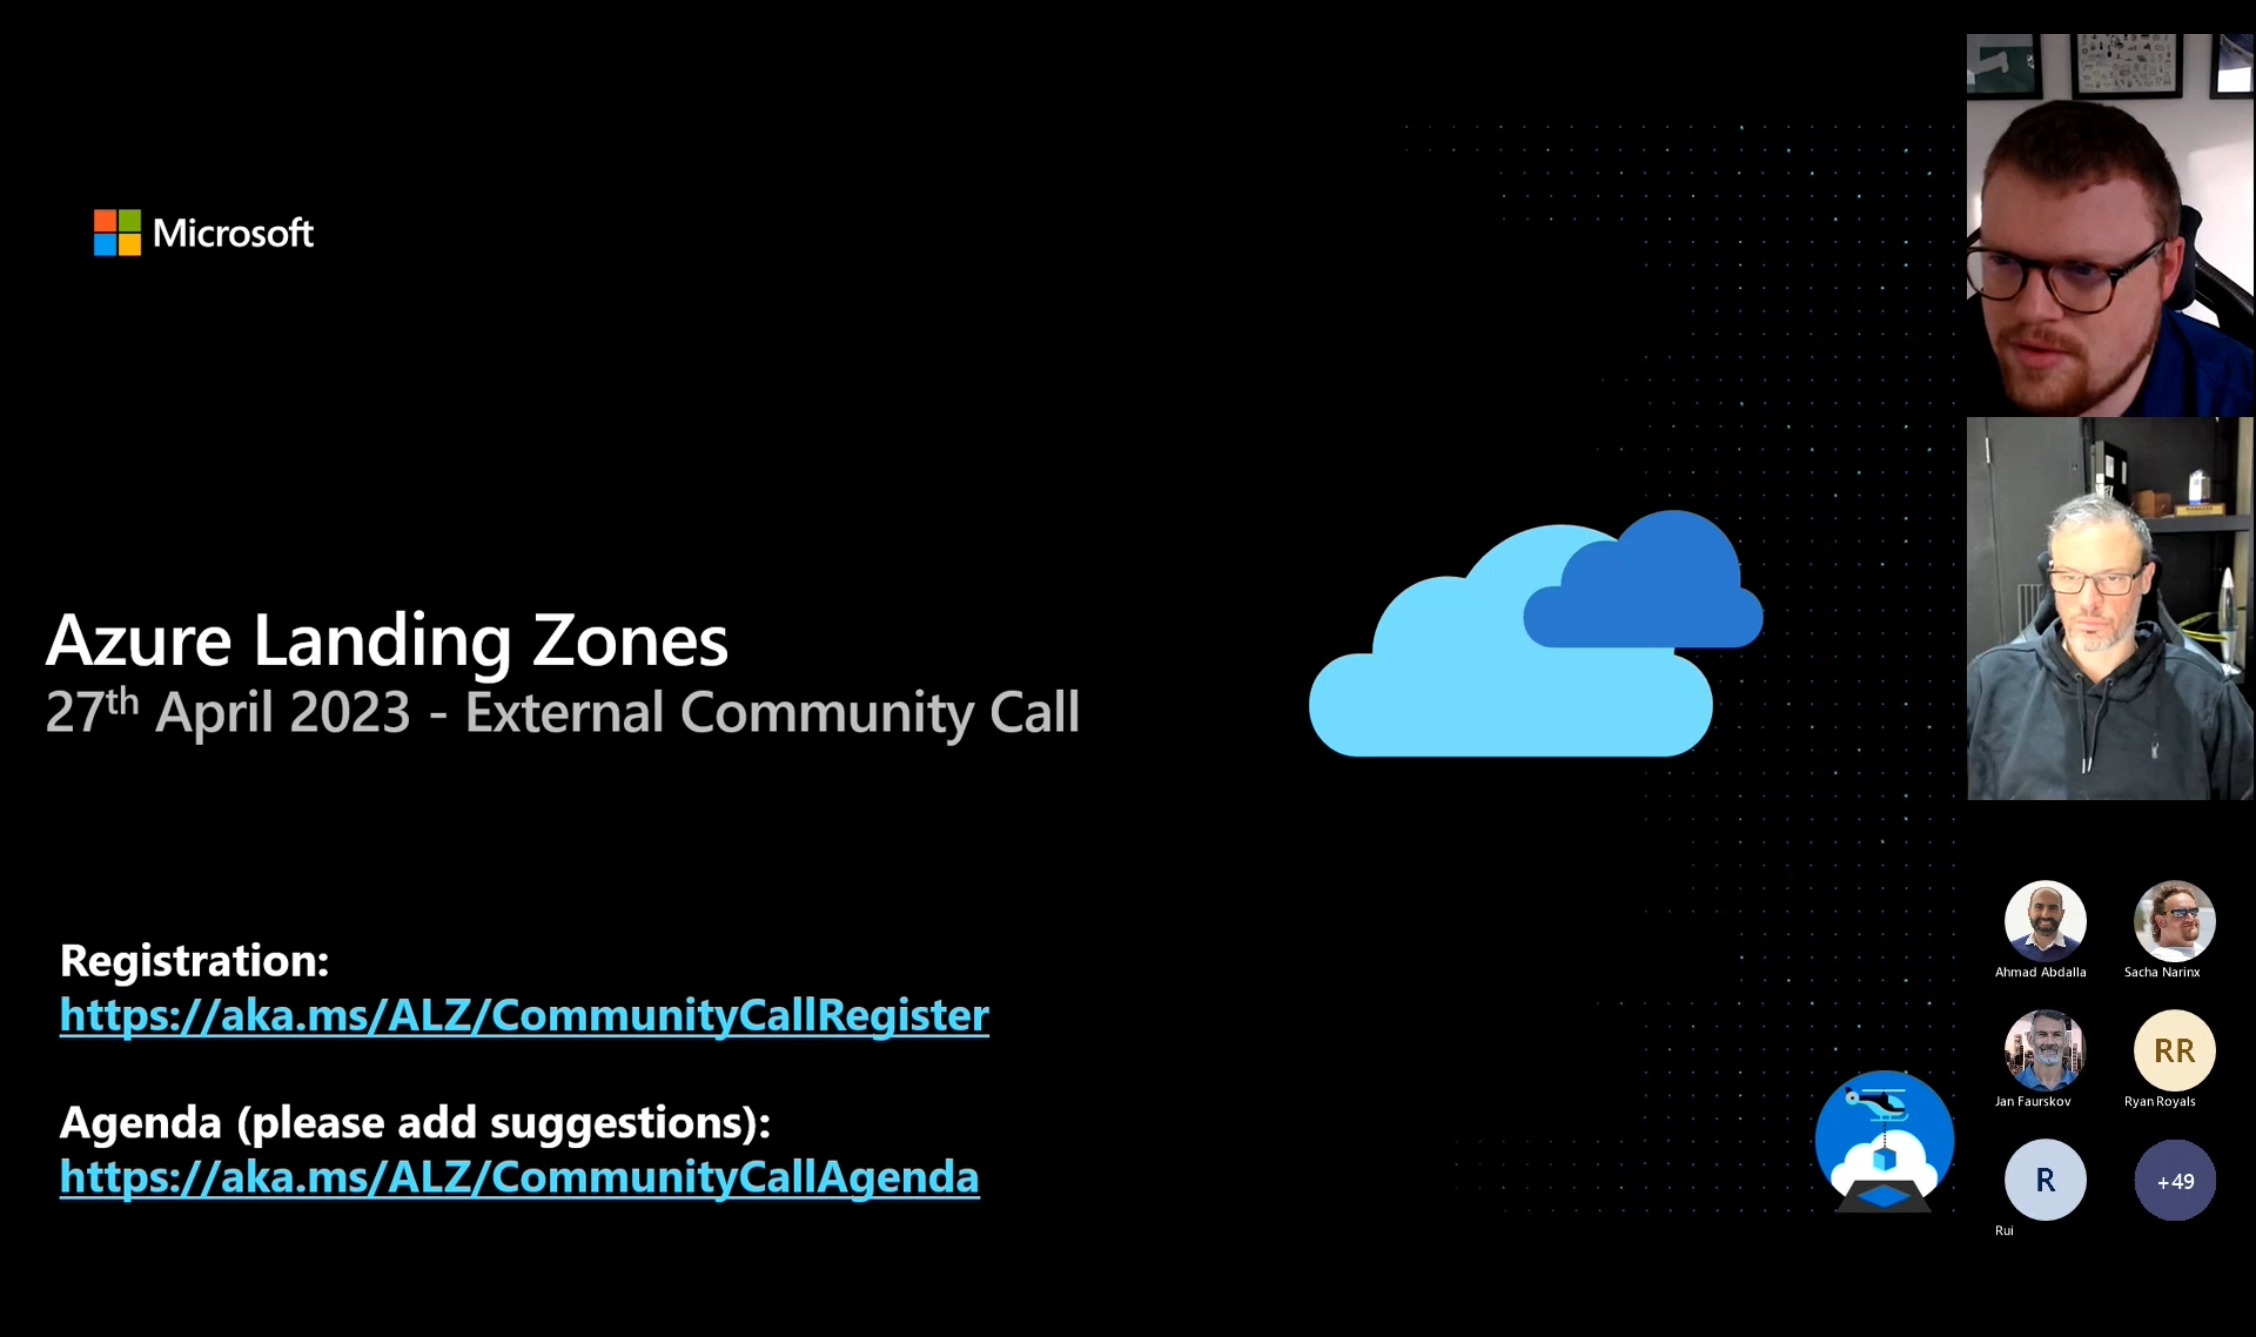 Microsoft
Azure Landing Zones
27th April 2023 - External Community Call
Registration:
https://aka.ms/ALZ/CommunityCallRegister
Agenda (please add suggestions):
https://aka.ms/ALZ/CommunityCallAgenda
Ahmad Abdalla
Sacha Narinx
Jan Faurskov
RR
Ryan Royals
R
+49
Rui